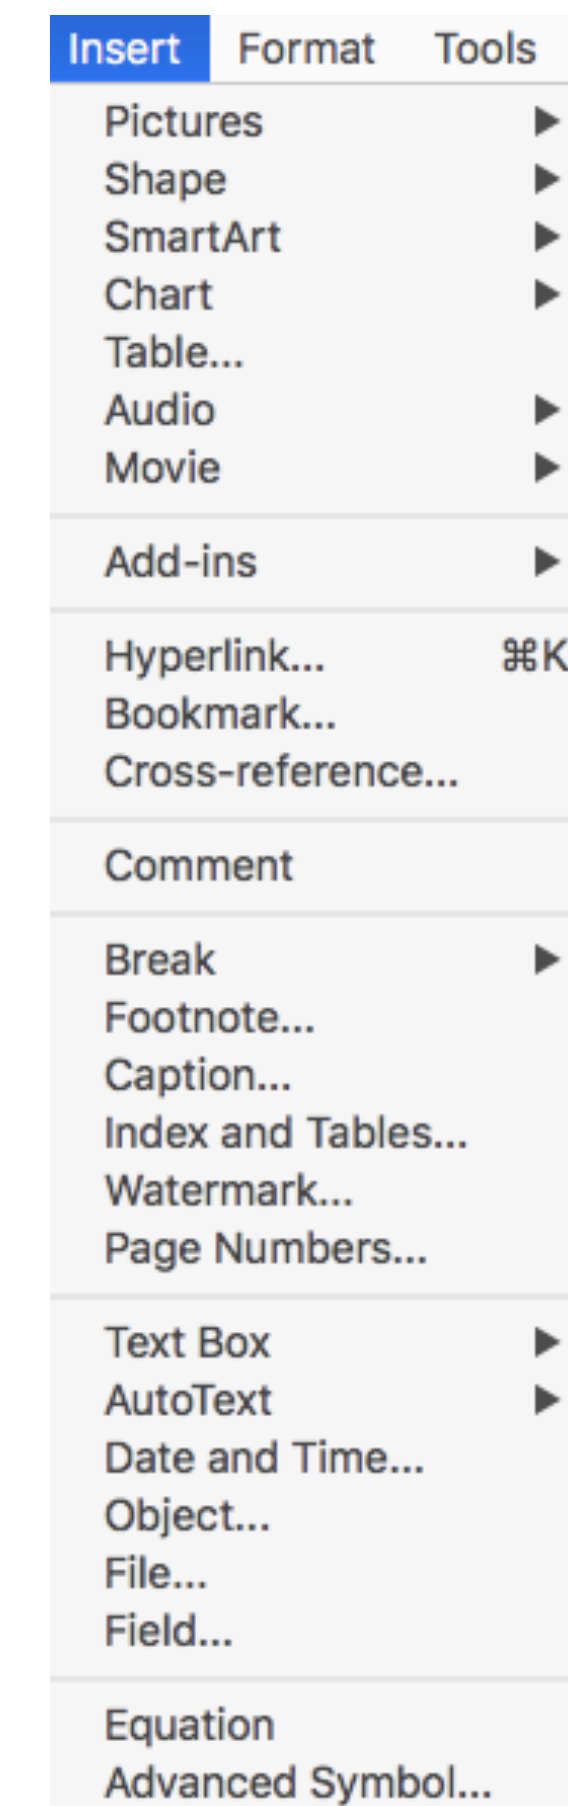 Insert Format Tools
Pictures ▶
Shape ▶
SmartArt ▶
Chart ▶
Table...
Audio ▶
Movie ▶
Add-ins ▶
Hyperlink... ⌘K
Bookmark...
Cross-reference...
Comment
Break ▶
Footnote...
Caption...
Index and Tables...
Watermark...
Page Numbers...
Text Box ▶
AutoText ▶
Date and Time...
Object...
File...
Field...
Equation
Advanced Symbol...